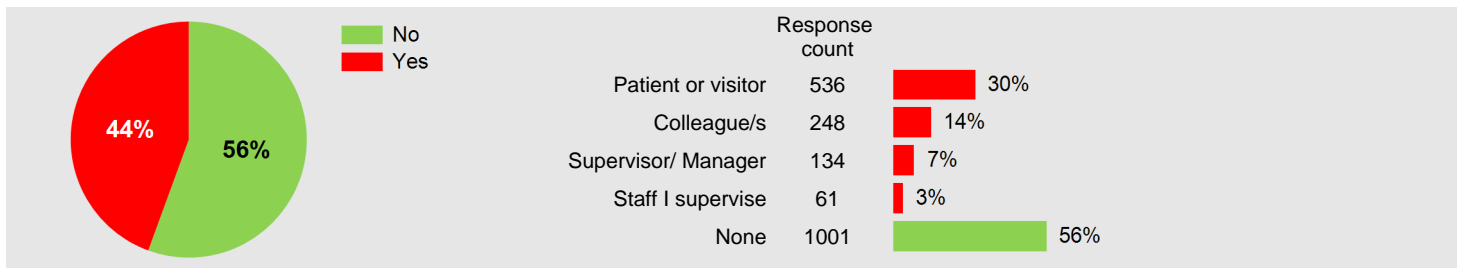 No
Yes
44%
56%
Response
count
Patient or visitor 536 30%
Colleague/s 248 14%
Supervisor/ Manager 134 7%
Staff I supervise 61 3%
None 1001 56%